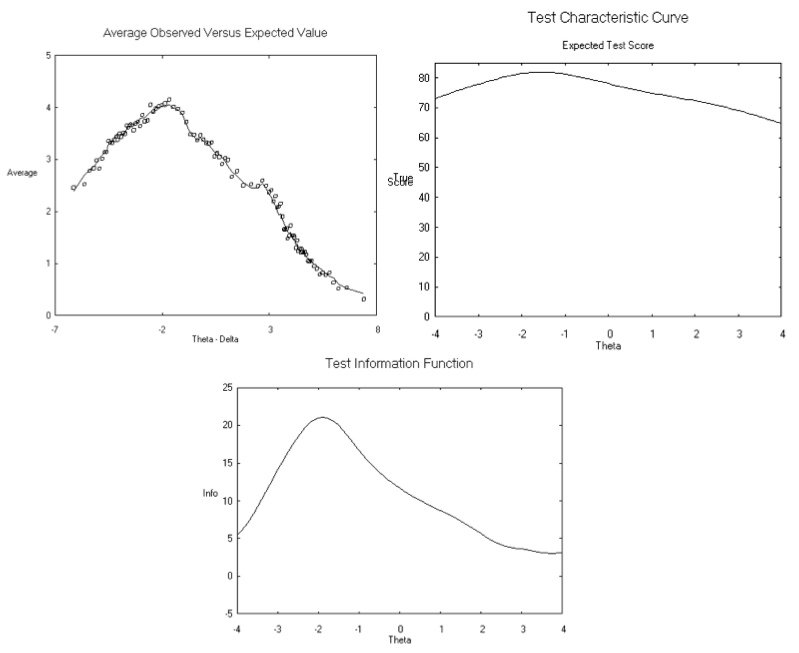 Average Observed Versus Expected Value
5
4
3
2
1
0
Average
-7 -2 3 8
Theta - Delta
Test Characteristic Curve
Expected Test Score
80
70
60
50
40
30
20
10
0
True
Score
-4 -3 -2 -1 0 1 2 3 4
Theta
Test Information Function
25
20
15
10
5
0
-5
Info
-4 -3 -2 -1 0 1 2 3 4
Theta